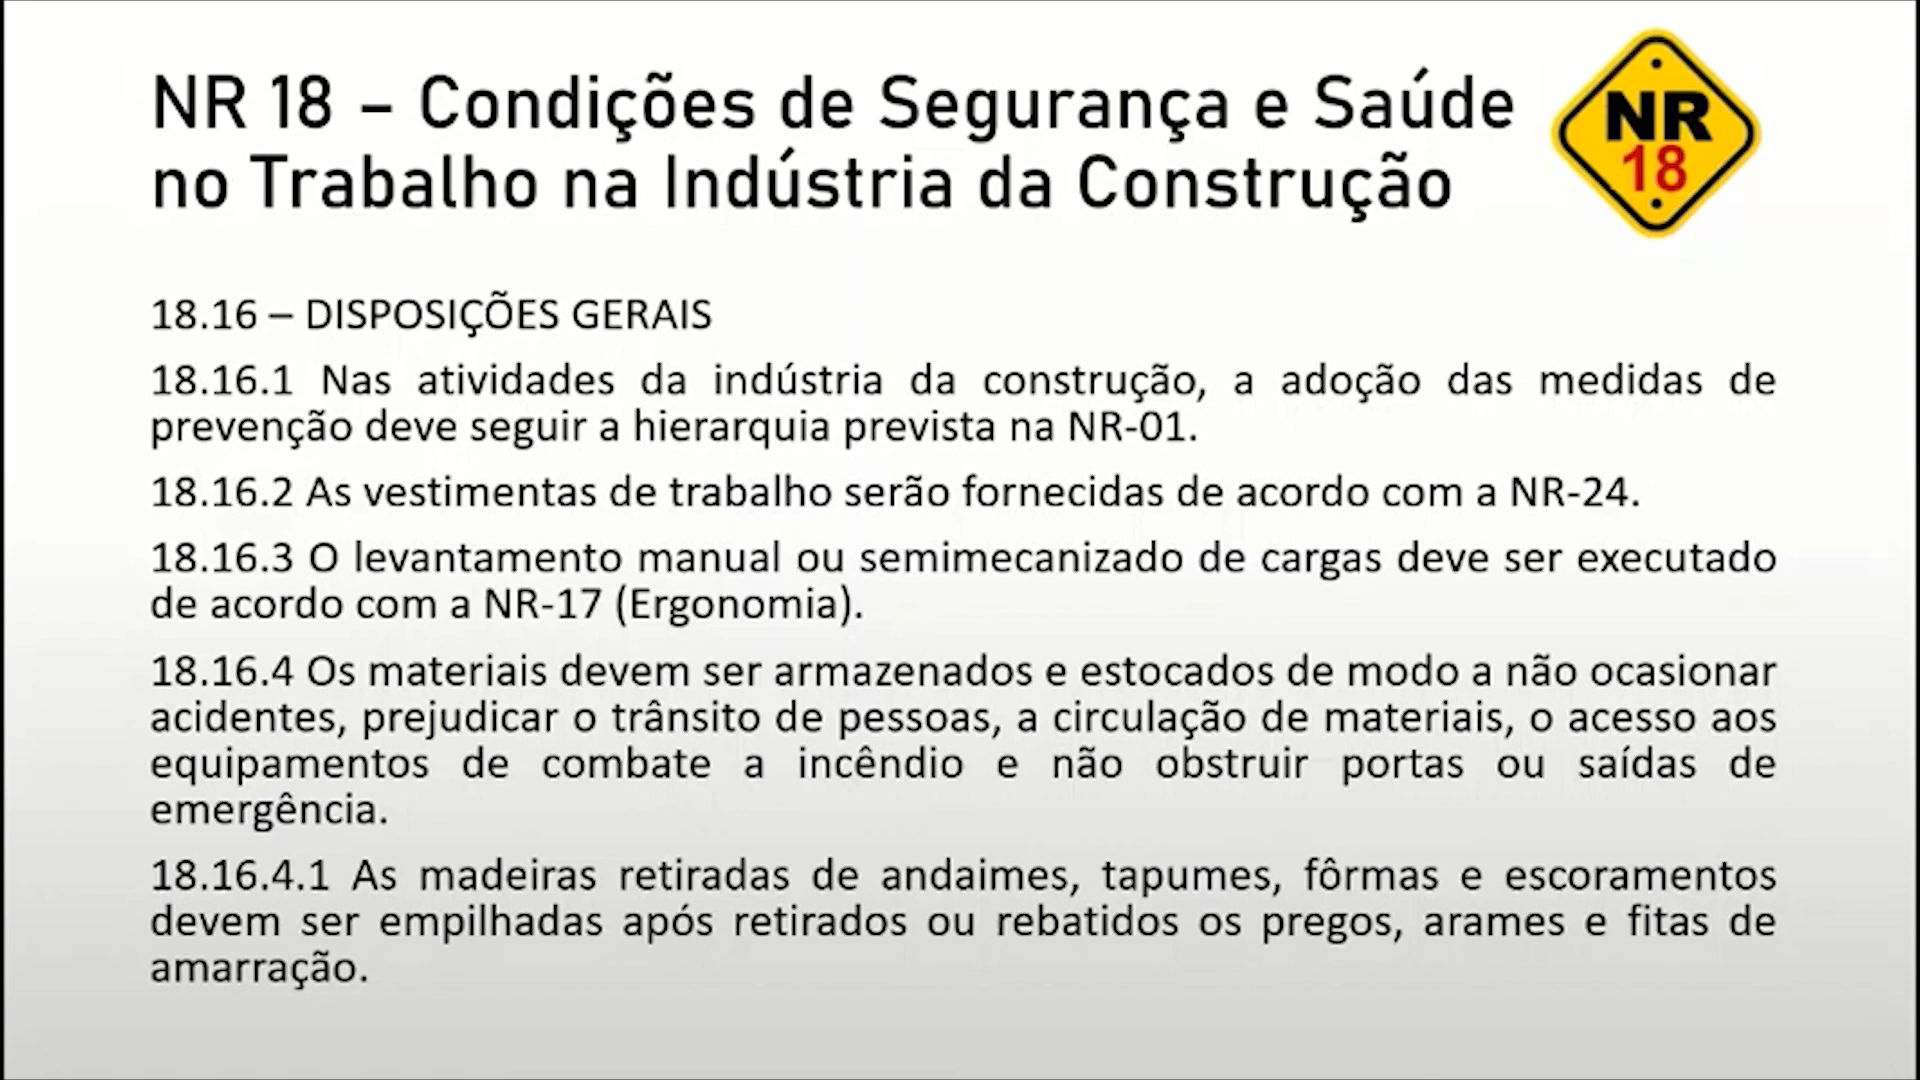 NR 18 – Condições de Segurança e Saúde
no Trabalho na Indústria da Construção
NR
18
18.16 – DISPOSIÇÕES GERAIS
18.16.1 Nas atividades da indústria da construção, a adoção das medidas de
prevenção deve seguir a hierarquia prevista na NR-01.
18.16.2 As vestimentas de trabalho serão fornecidas de acordo com a NR-24.
18.16.3 O levantamento manual ou semimecanizado de cargas deve ser executado
de acordo com a NR-17 (Ergonomia).
18.16.4 Os materiais devem ser armazenados e estocados de modo a não ocasionar
acidentes, prejudicar o trânsito de pessoas, a circulação de materiais, o acesso aos
equipamentos de combate a incêndio e não obstruir portas ou saídas de
emergência.
18.16.4.1 As madeiras retiradas de andaimes, tapumes, fôrmas e escoramentos
devem ser empilhadas após retirados ou rebatidos os pregos, arames e fitas de
amarração.